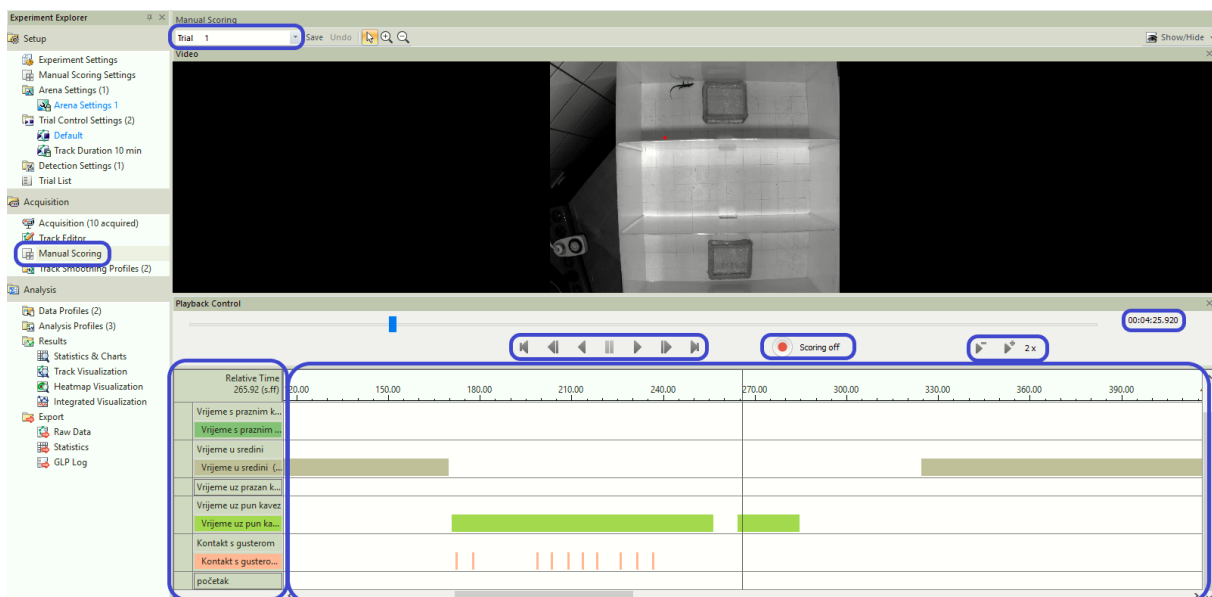 Experiment Explorer
Manual Scoring
Setup
Trial 1
Save Undo
Show/Hide
Video
Experiment Settings
Manual Scoring Settings
Arena Settings (1)
Arena Settings 1
Trial Control Settings (2)
Default
Track Duration 10 min
Detection Settings (1)
Trial List
Acquisition
Acquisition (10 acquired)
Track Editor
Manual Scoring
Track Smoothing Profiles (2)
Analysis
Data Profiles (2)
Analysis Profiles (3)
Results
Statistics & Charts
Track Visualization
Heatmap Visualization
Integrated Visualization
Export
Raw Data
Statistics
GLP Log
Playback Control
00:04:25.920
Scoring off
2 x
Relative Time
265.92 (s.ff)
150.00 180.00 210.00 240.00 270.00 300.00 330.00 360.00 390.00
Vrijeme s praznim k...
Vrijeme s praznim ...
Vrijeme u sredini
Vrijeme u sredini (...
Vrijeme uz prazan k...
Vrijeme uz pun kavez
Vrijeme uz pun ka...
Kontakt s gusterom
Kontakt s gustero...
početak